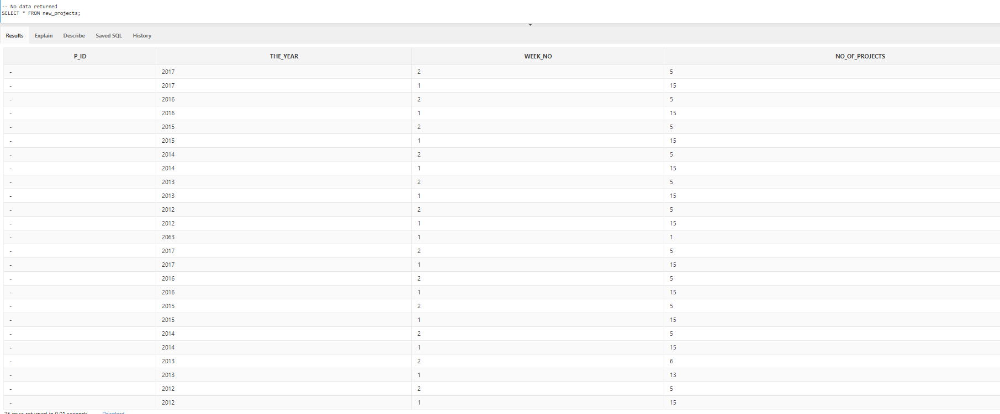 -- No data returned
SELECT * FROM new_projects;
Results Explain Describe Saved SQL History
P_ID THE_YEAR WEEK_NO NO_OF_PROJECTS
- 2017 2 5
- 2017 1 15
- 2016 2 5
- 2016 1 15
- 2015 2 5
- 2015 1 15
- 2014 2 5
- 2014 1 15
- 2013 2 5
- 2013 1 15
- 2012 2 5
- 2012 1 15
- 2063 1 1
- 2017 2 5
- 2017 1 15
- 2016 2 5
- 2016 1 15
- 2015 2 5
- 2015 1 15
- 2014 2 5
- 2014 1 15
- 2013 2 6
- 2013 1 13
- 2012 2 5
- 2012 1 15
25 rows returned in 0.01 seconds Download